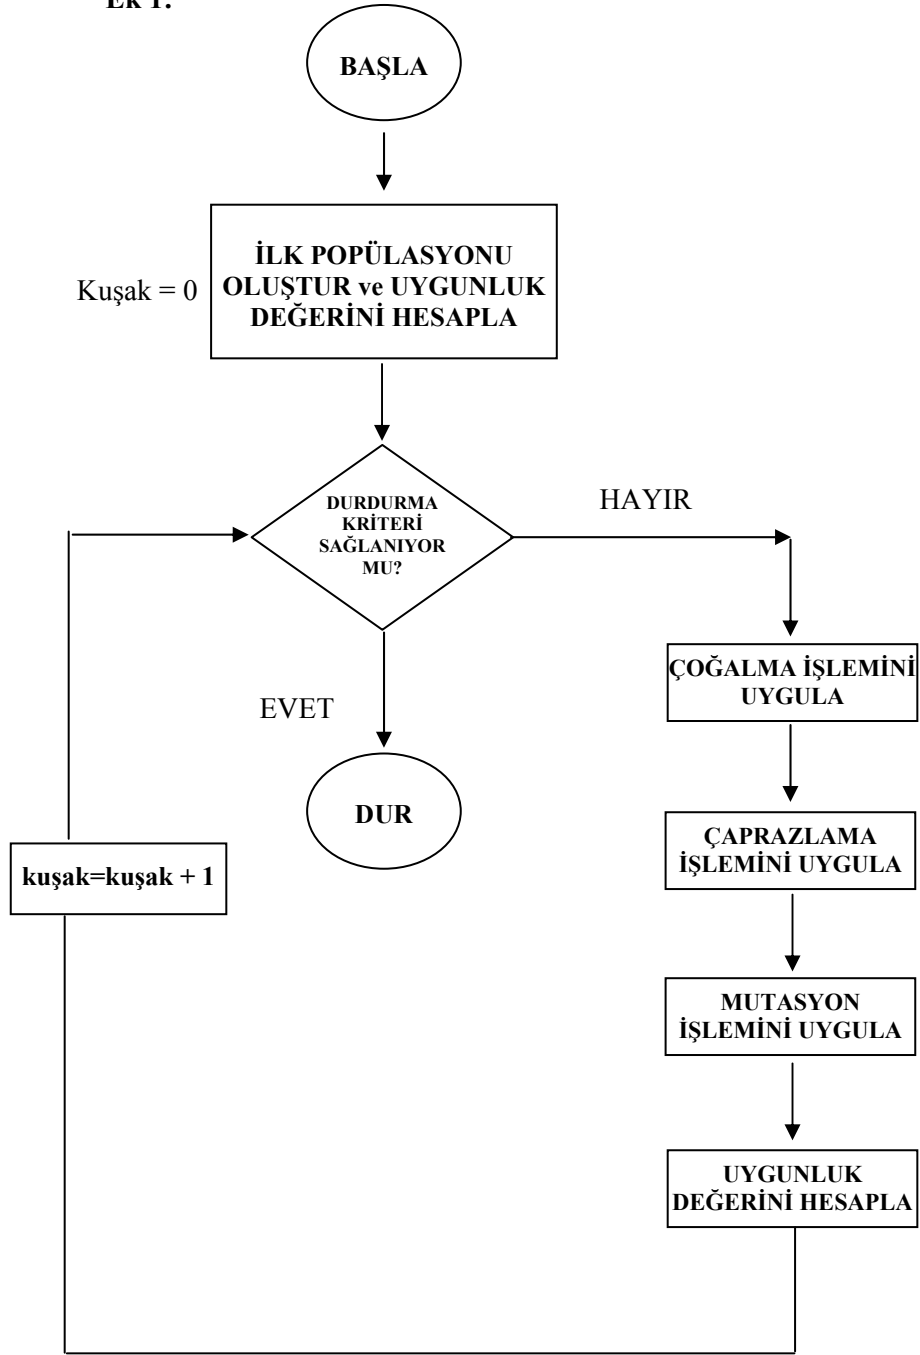 Ek 1.
BAŞLA
İLK POPÜLASYONU
Kuşak = 0
OLUŞTUR ve UYGUNLUK
DEĞERİNİ HESAPLA
DURDURMA
KRİTERİ
SAĞLANIYOR
MU?
HAYIR
EVET
DUR
ÇOĞALMA İŞLEMİNİ
UYGULA
ÇAPRAZLAMA
İŞLEMİNİ UYGULA
MUTASYON
İŞLEMİNİ UYGULA
UYGUNLUK
DEĞERİNİ HESAPLA
kuşak=kuşak + 1